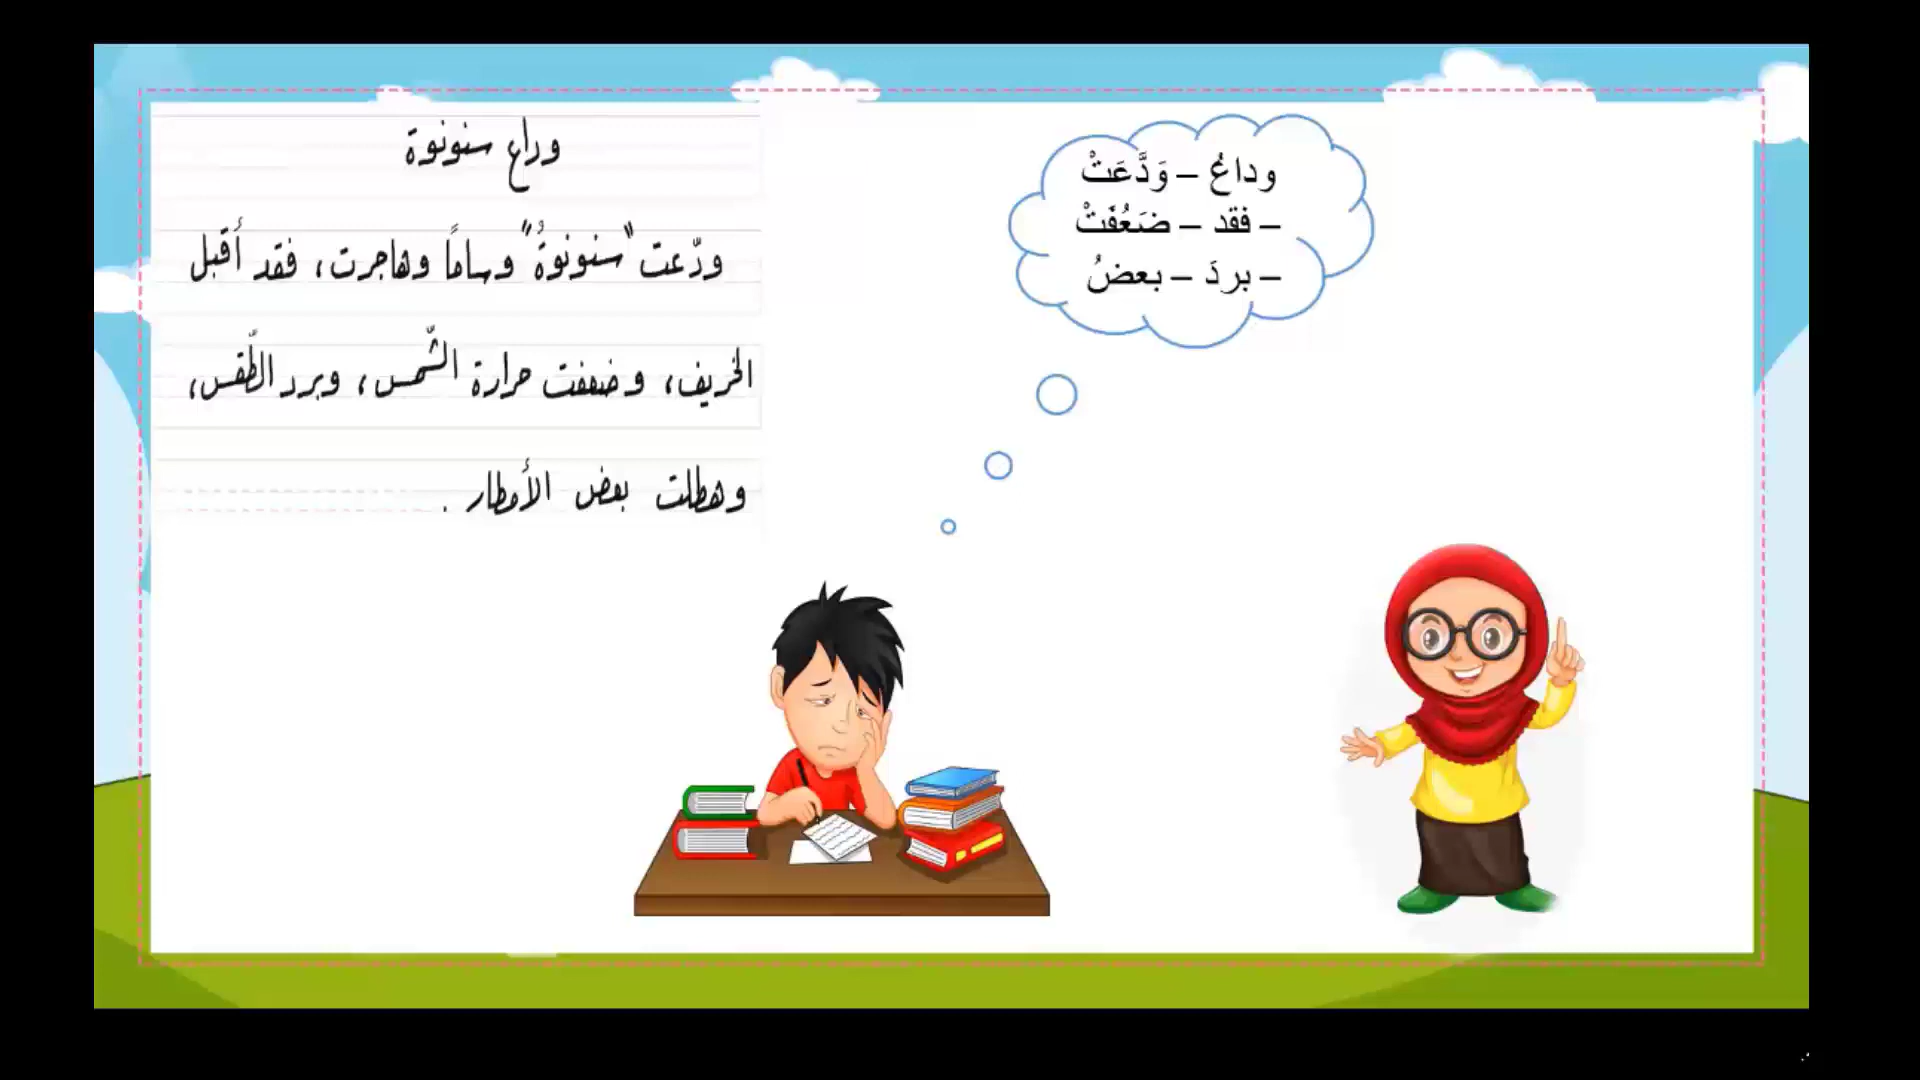 وداع سنونوة
ودّعت "سنونوةُ" وسامًا وهاجرت، فقد أقبل
الخريف، وضعفت حرارة الشّمس، وبرد الطّقس،
وهطلت بعض الأمطار.
وداعُ – وَدَّعَتْ
– فقد – ضَعُفَتْ
– بردَ – بعضُ